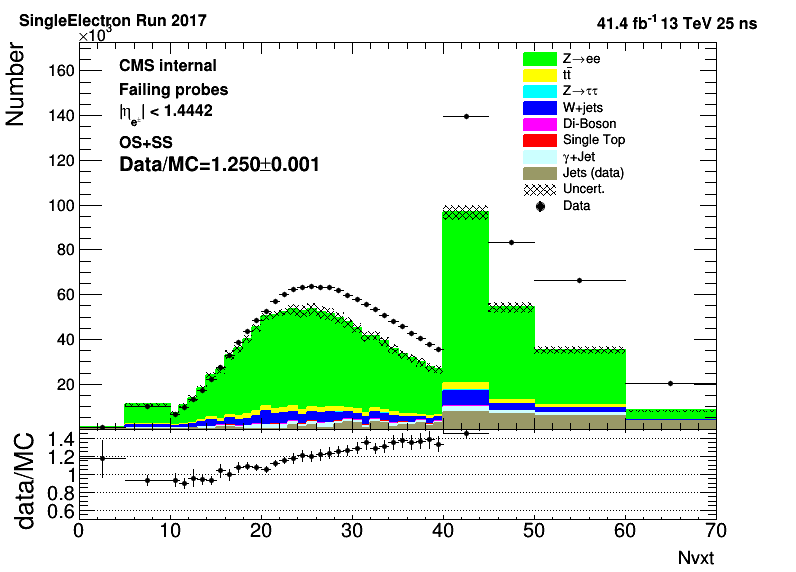 SingleElectron Run 2017
41.4 fb⁻¹ 13 TeV 25 ns
×10³
Number
CMS internal
Failing probes
|η_e±| < 1.4442
OS+SS
Data/MC=1.250±0.001
Z→ee
tt̄
Z→ττ
W+jets
Di-Boson
Single Top
γ+Jet
Jets (data)
Uncert.
Data
160
140
120
100
80
60
40
20
data/MC
1.4
1.2
1
0.8
0.6
0 10 20 30 40 50 60 70
Nvxt